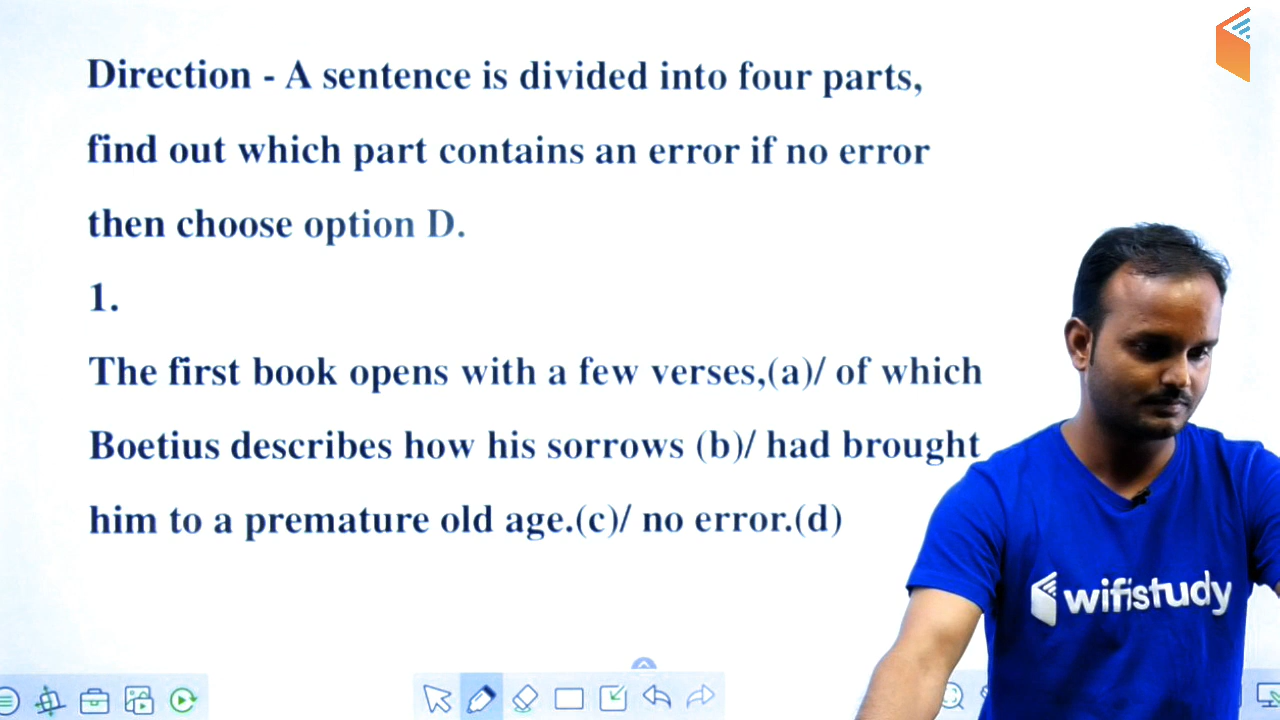 Direction - A sentence is divided into four parts,
find out which part contains an error if no error
then choose option D.
1.
The first book opens with a few verses,(a)/ of which
Boetius describes how his sorrows (b)/ had brought
him to a premature old age.(c)/ no error.(d)
wifistudy